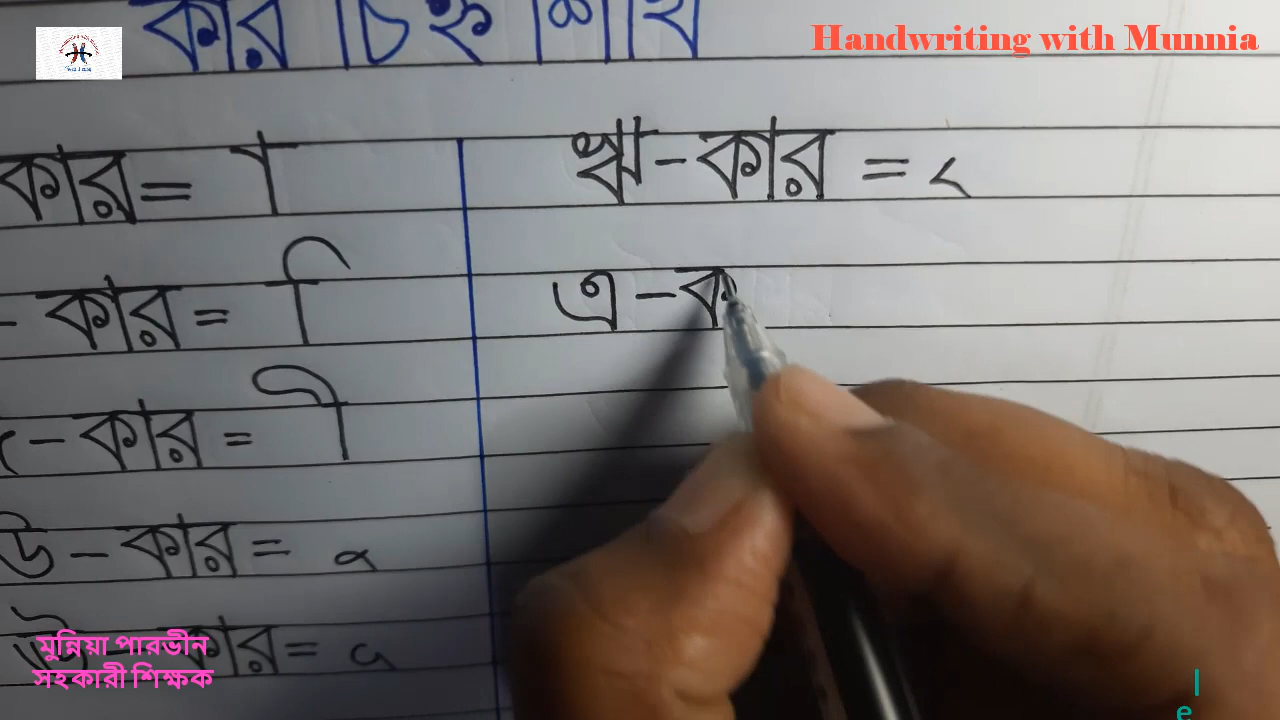 কার চিহ্ন শিখি
Handwriting with Munnia
কার = া
- কার = ি
- কার = ী
উ - কার = ু
ঊ - কার = ূ
ঋ - কার = ৃ
এ - ক
মুন্নিয়া পারভীন
সহকারী শিক্ষক
l
e